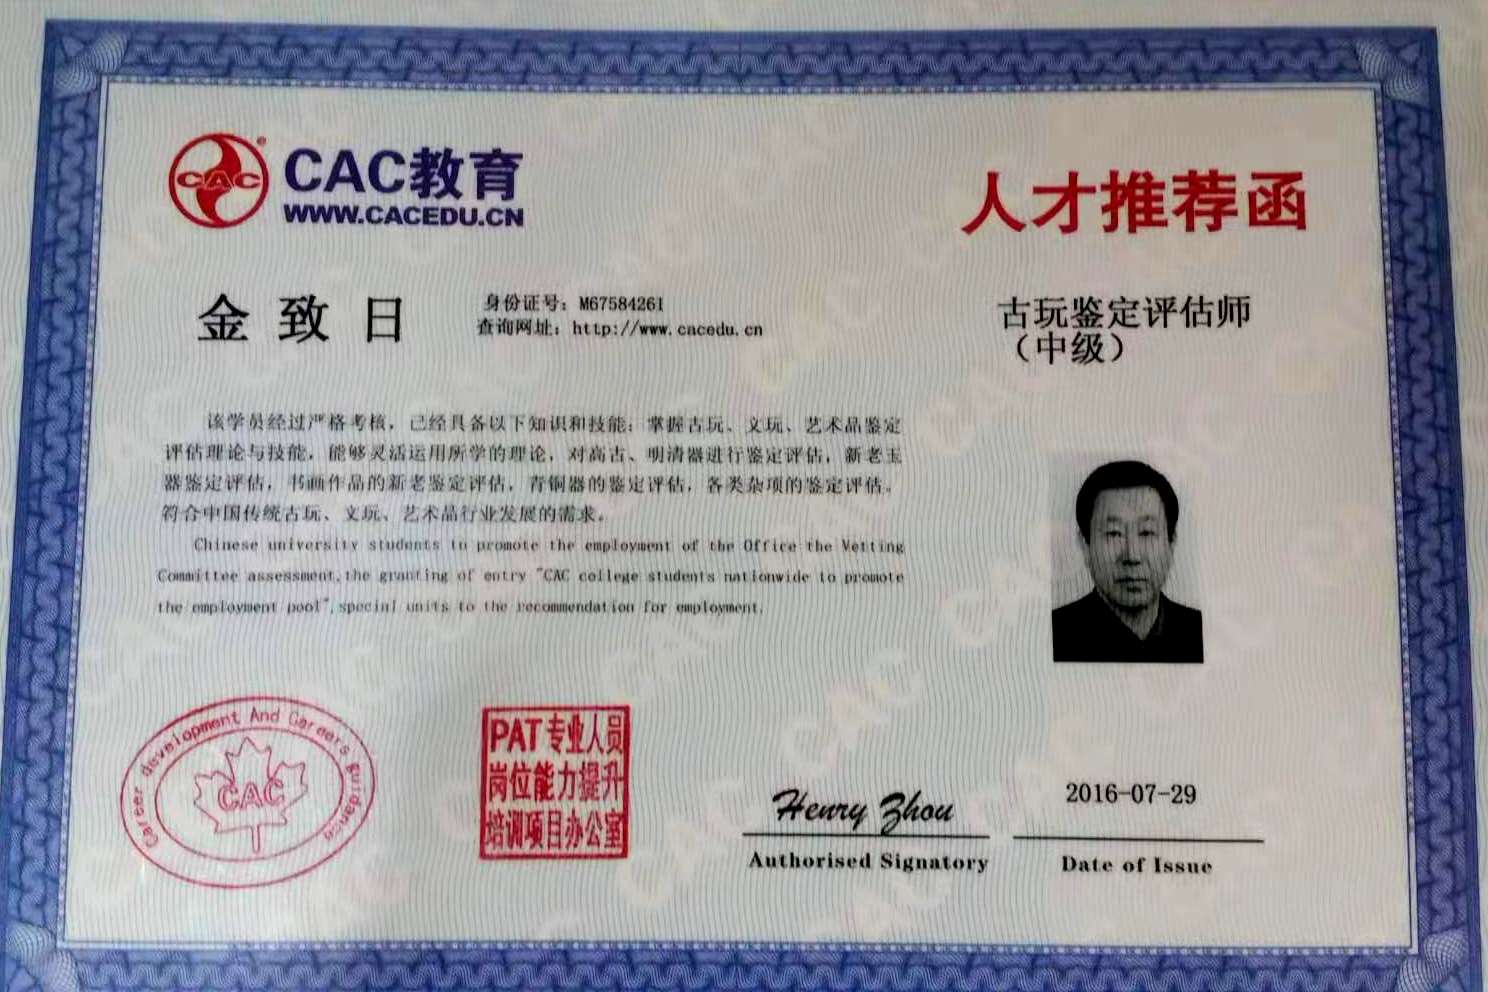 CAC
CAC教育
WWW.CACEDU.CN
人才推荐函
金致日
身份证号：M67584261
查询网址：http://www.cacedu.cn
古玩鉴定评估师
（中级）
该学员经过严格考核，已经具备以下知识和技能：掌握古玩、文玩、艺术品鉴定
评估理论与技能，能够灵活运用所学的理论，对高古、明清器进行鉴定评估，新老玉
器鉴定评估，书画作品的新老鉴定评估，青铜器的鉴定评估，各类杂项的鉴定评估。
符合中国传统古玩、文玩、艺术品行业发展的需求。
Chinese university students to promote the employment of the Office the Vetting
Committee assessment,the granting of entry "CAC college students nationwide to promote
the employment pool",special units to the recommendation for employment.
Career development And Careers guidance
CAC
PAT专业人员
岗位能力提升
培训项目办公室
Henry Zhou
Authorised Signatory
2016-07-29
Date of Issue